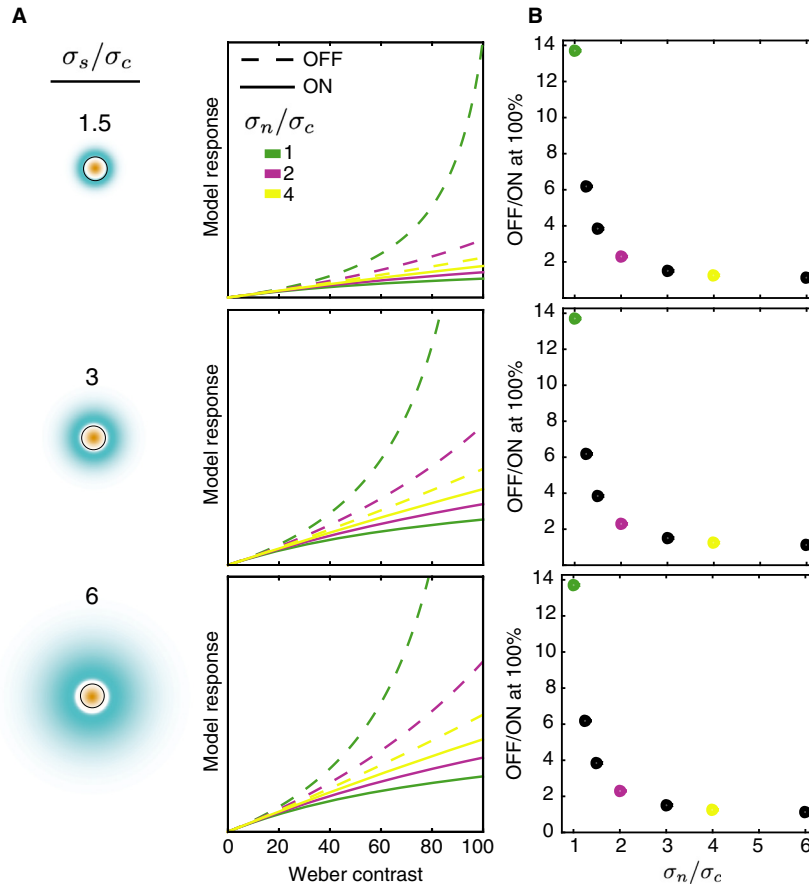 A
B
σs/σc
1.5
3
6
OFF
ON
σn/σc
1
2
4
Model response
Model response
Model response
0
20
40
60
80
100
Weber contrast
OFF/ON at 100%
14
12
10
8
6
4
2
OFF/ON at 100%
14
12
10
8
6
4
2
OFF/ON at 100%
14
12
10
8
6
4
2
0
1
2
3
4
5
6
σn/σc